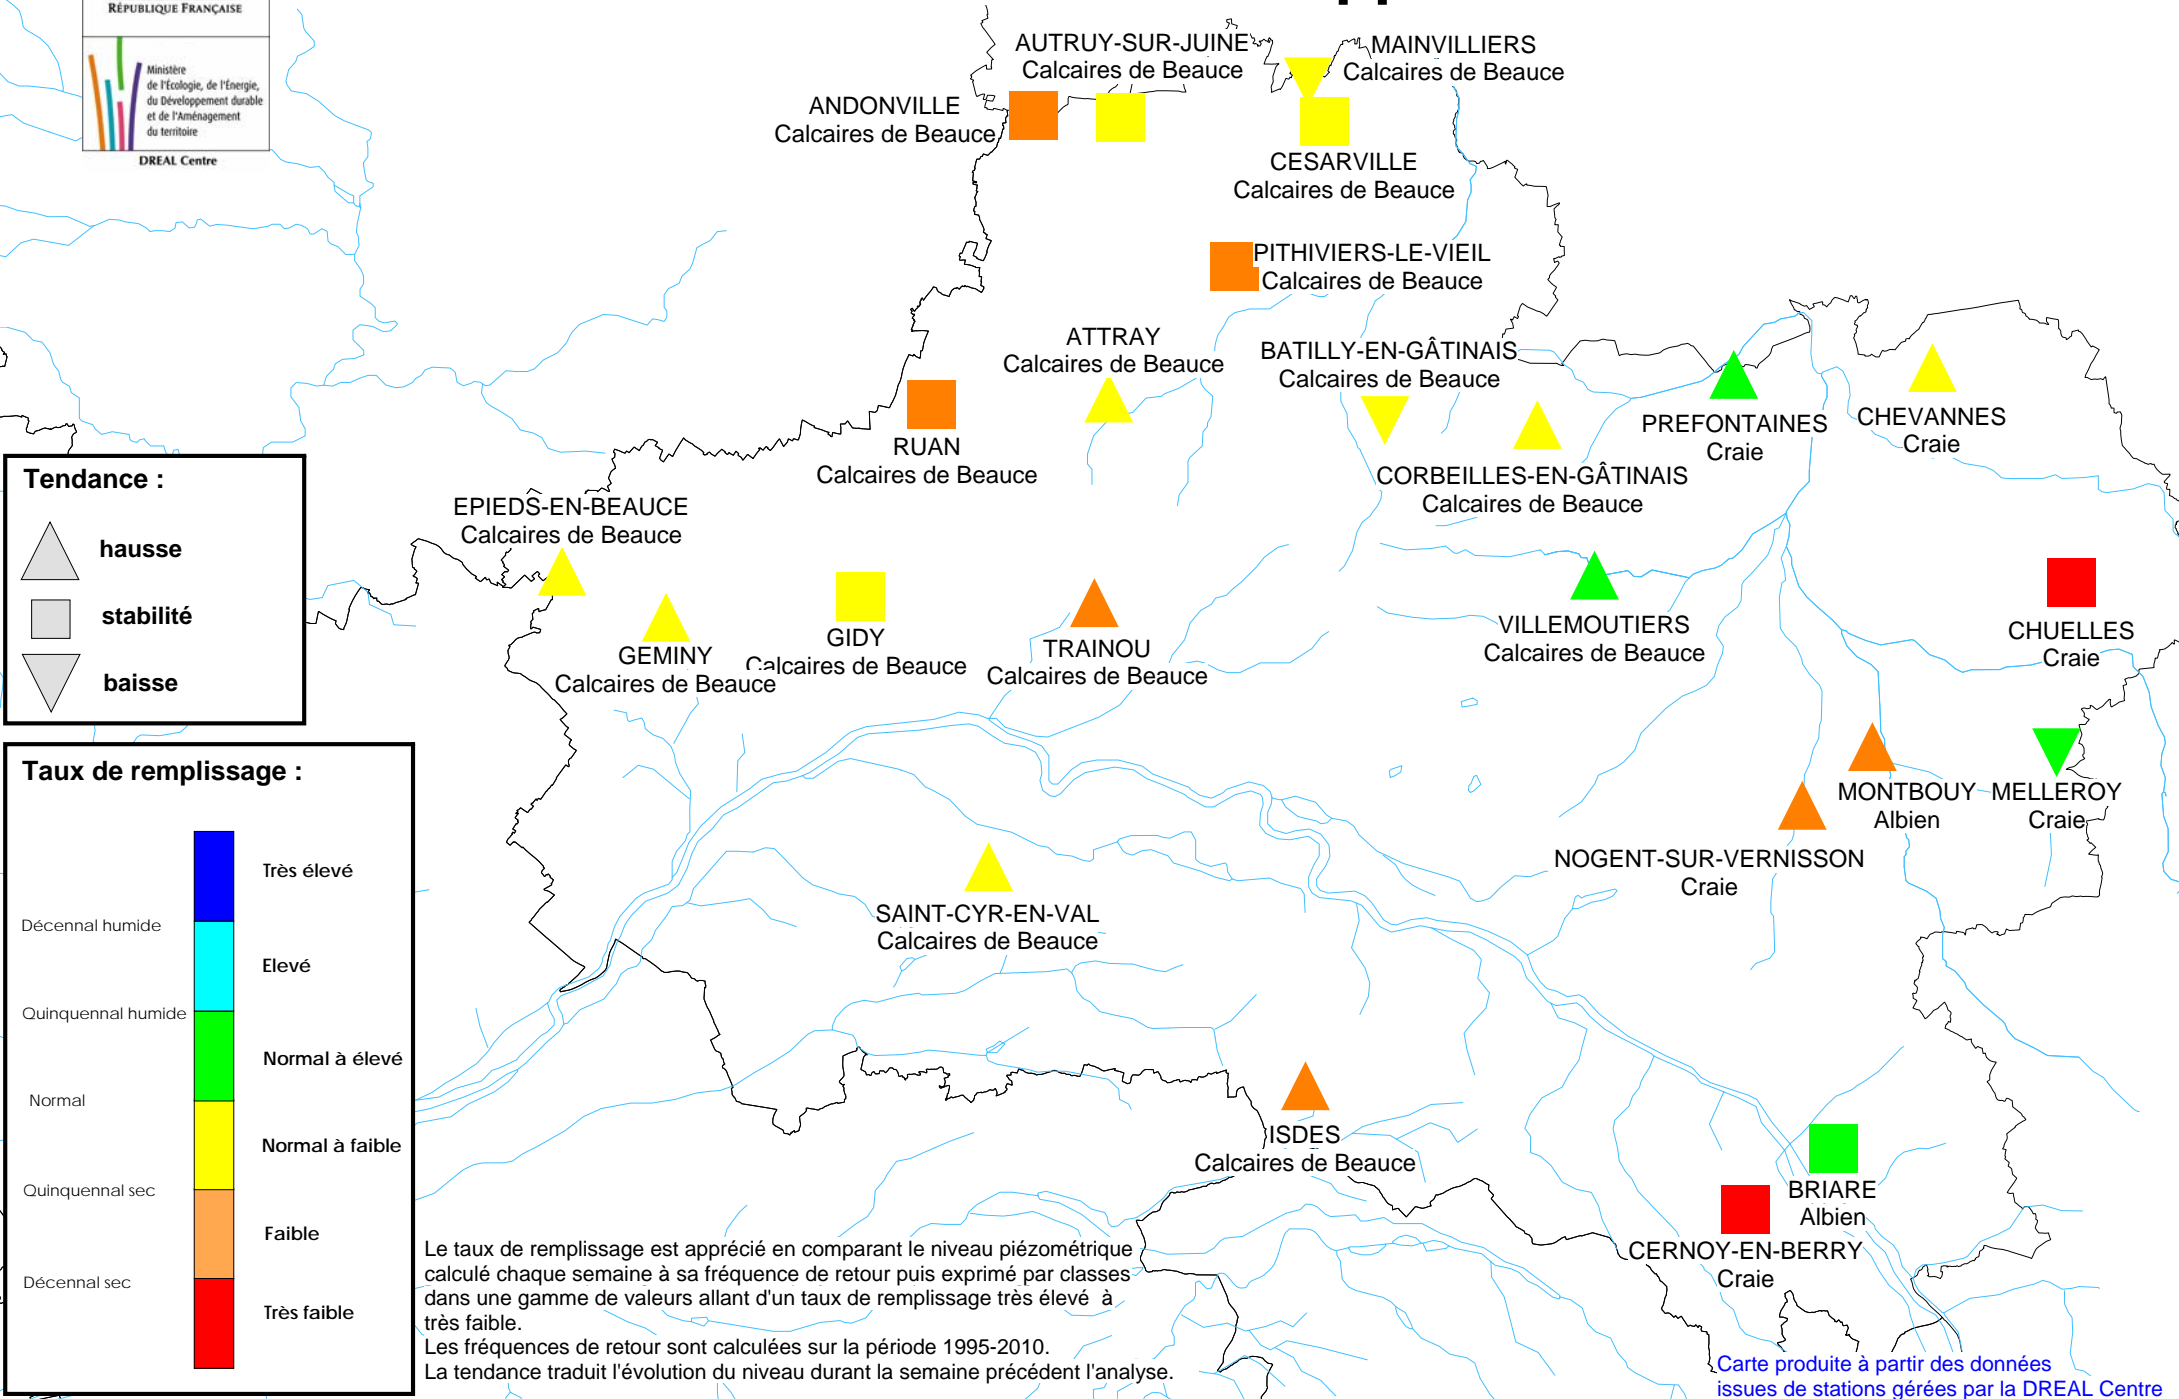 RÉPUBLIQUE FRANÇAISE
Ministère
de l'Écologie, de l'Énergie,
du Développement durable
et de l'Aménagement
du territoire
DREAL Centre
AUTRUY-SUR-JUINE
Calcaires de Beauce
MAINVILLIERS
Calcaires de Beauce
ANDONVILLE
Calcaires de Beauce
CESARVILLE
Calcaires de Beauce
PITHIVIERS-LE-VIEIL
Calcaires de Beauce
ATTRAY
Calcaires de Beauce
BATILLY-EN-GÂTINAIS
Calcaires de Beauce
PREFONTAINES
Craie
CHEVANNES
Craie
RUAN
Calcaires de Beauce
CORBEILLES-EN-GÂTINAIS
Calcaires de Beauce
EPIEDS-EN-BEAUCE
Calcaires de Beauce
GEMINY
Calcaires de Beauce
GIDY
Calcaires de Beauce
TRAINOU
Calcaires de Beauce
VILLEMOUTIERS
Calcaires de Beauce
CHUELLES
Craie
MONTBOUY
Albien
MELLEROY
Craie
NOGENT-SUR-VERNISSON
Craie
SAINT-CYR-EN-VAL
Calcaires de Beauce
ISDES
Calcaires de Beauce
BRIARE
Albien
CERNOY-EN-BERRY
Craie
Tendance :
hausse
stabilité
baisse
Taux de remplissage :
Très élevé
Décennal humide
Elevé
Quinquennal humide
Normal à élevé
Normal
Normal à faible
Quinquennal sec
Faible
Décennal sec
Très faible
Le taux de remplissage est apprécié en comparant le niveau piézométrique
calculé chaque semaine à sa fréquence de retour puis exprimé par classes
dans une gamme de valeurs allant d'un taux de remplissage très élevé à
très faible.
Les fréquences de retour sont calculées sur la période 1995-2010.
La tendance traduit l'évolution du niveau durant la semaine précédent l'analyse.
Carte produite à partir des données
issues de stations gérées par la DREAL Centre